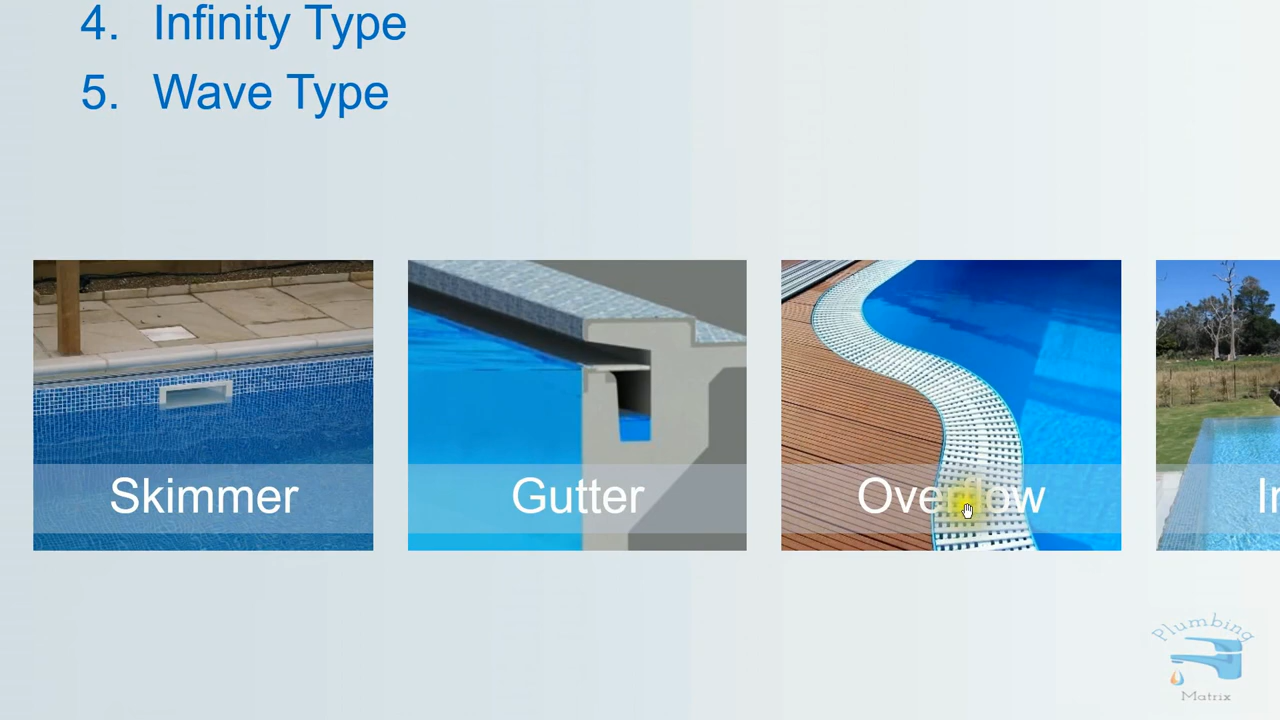 4. Infinity Type
5. Wave Type
Skimmer
Gutter
Overflow
Plumbing
Matrix